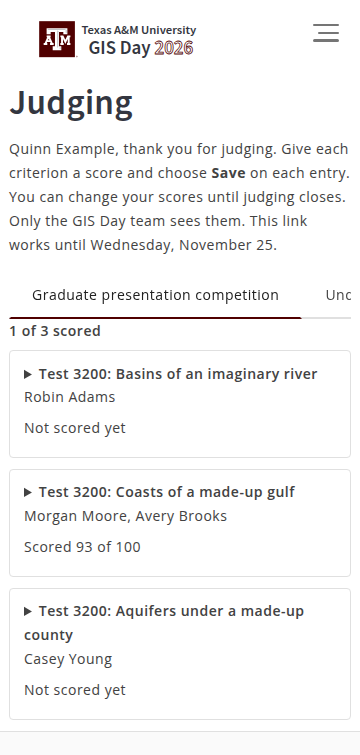 Texas A&M University
GIS Day 2026
Judging
Quinn Example, thank you for judging. Give each
criterion a score and choose Save on each entry.
You can change your scores until judging closes.
Only the GIS Day team sees them. This link
works until Wednesday, November 25.
Graduate presentation competition
1 of 3 scored
Test 3200: Basins of an imaginary river
Robin Adams
Not scored yet
Test 3200: Coasts of a made-up gulf
Morgan Moore, Avery Brooks
Scored 93 of 100
Test 3200: Aquifers under a made-up
county
Casey Young
Not scored yet